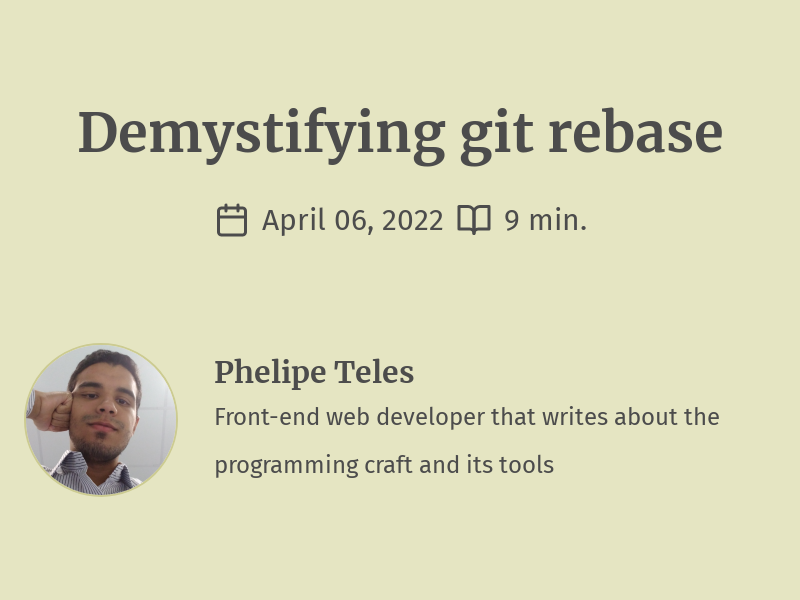 Demystifying git rebase
April 06, 2022 9 min.
Phelipe Teles
Front-end web developer that writes about the
programming craft and its tools